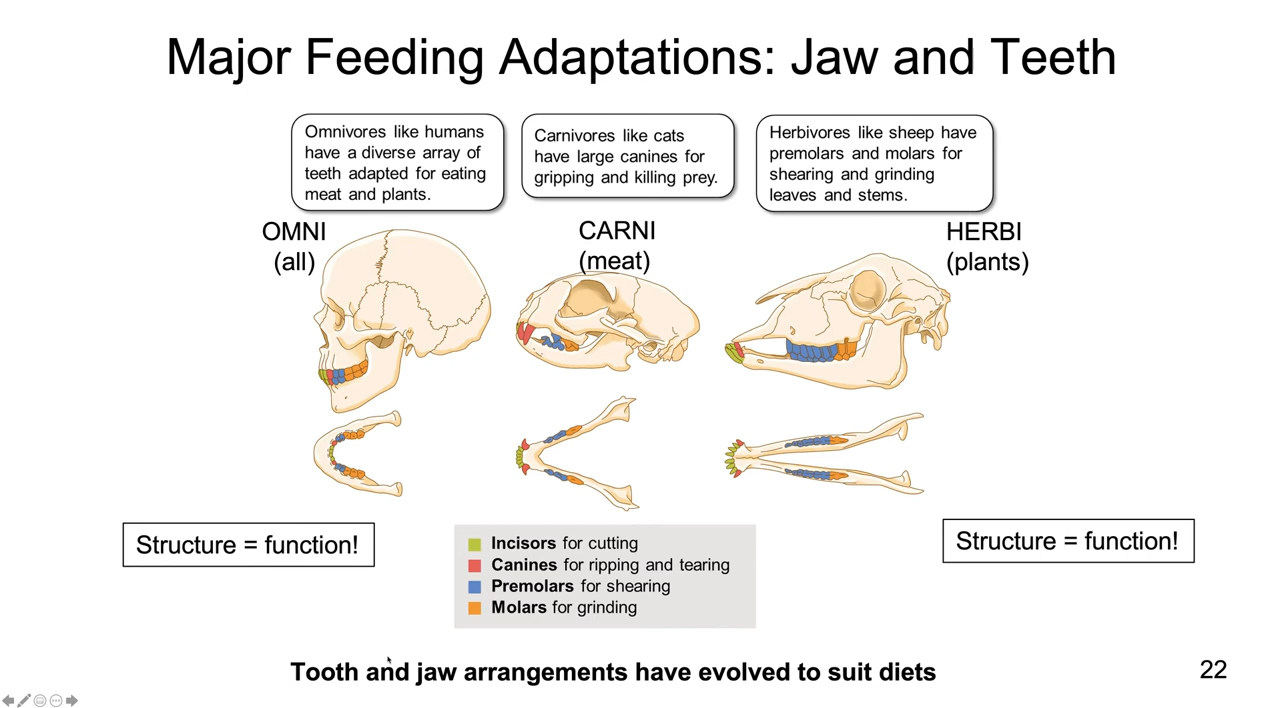 Major Feeding Adaptations: Jaw and Teeth
Omnivores like humans
have a diverse array of
teeth adapted for eating
meat and plants.
Carnivores like cats
have large canines for
gripping and killing prey.
Herbivores like sheep have
premolars and molars for
shearing and grinding
leaves and stems.
OMNI
(all)
CARNI
(meat)
HERBI
(plants)
Structure = function!
Incisors for cutting
Canines for ripping and tearing
Premolars for shearing
Molars for grinding
Structure = function!
Tooth and jaw arrangements have evolved to suit diets
22